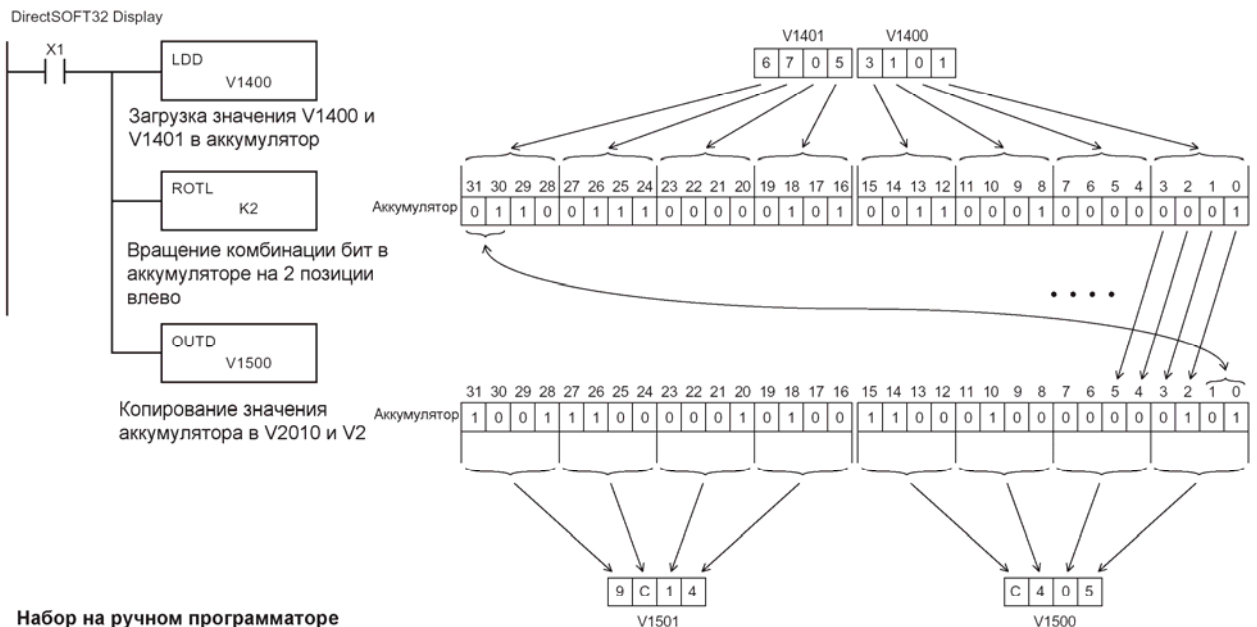 DirectSOFT32 Display
X1
LDD
V1400
Загрузка значения V1400 и
V1401 в аккумулятор
ROTL
K2
Вращение комбинации бит в
аккумуляторе на 2 позиции
влево
OUTD
V1500
Копирование значения
аккумулятора в V2010 и V2
V1401 V1400
6 7 0 5 3 1 0 1
31 30 29 28 27 26 25 24 23 22 21 20 19 18 17 16 15 14 13 12 11 10 9 8 7 6 5 4 3 2 1 0
Аккумулятор 0 1 1 0 0 1 1 1 0 0 0 0 0 1 0 1 0 0 1 1 0 0 0 1 0 0 0 0 0 0 0 1
31 30 29 28 27 26 25 24 23 22 21 20 19 18 17 16 15 14 13 12 11 10 9 8 7 6 5 4 3 2 1 0
Аккумулятор 1 0 0 1 1 1 0 0 0 0 0 1 0 1 0 0 1 1 0 0 0 1 0 0 0 0 0 0 0 1 0 1
9 C 1 4 C 4 0 5
V1501 V1500
Набор на ручном программаторе